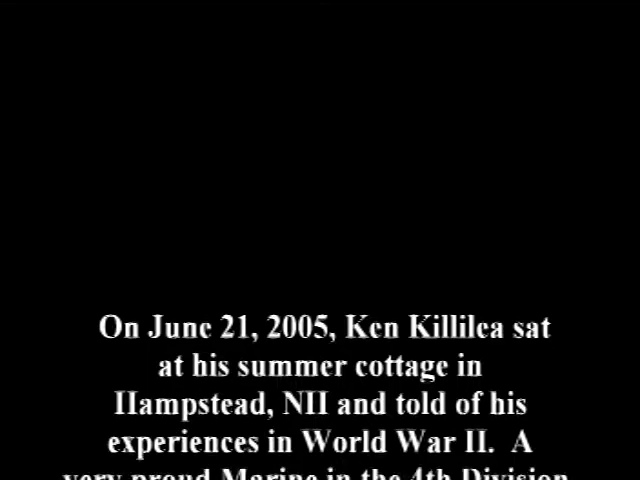 On June 21, 2005, Ken Killilea sat
at his summer cottage in
Hampstead, NH and told of his
experiences in World War II.  A
very proud Marine in the 4th Division